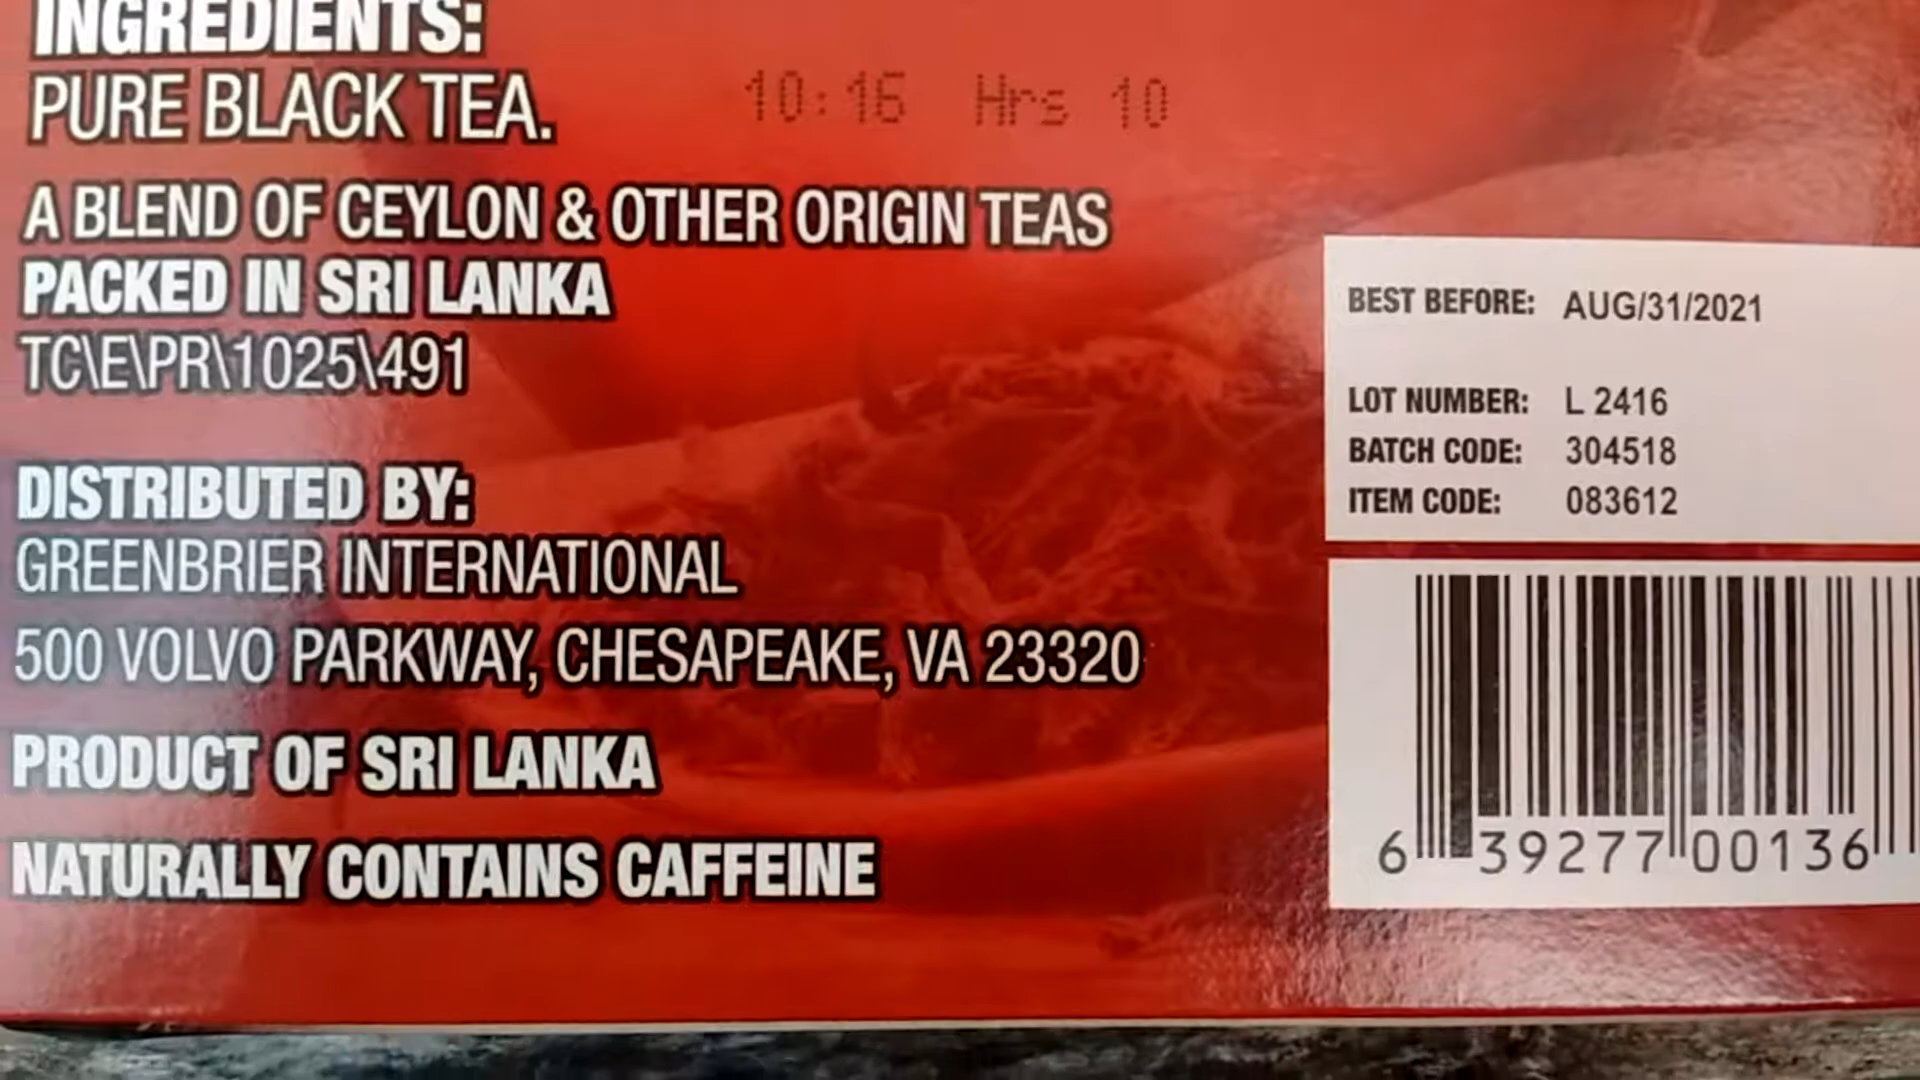 INGREDIENTS:
PURE BLACK TEA.
10:16 Hrs 10
A BLEND OF CEYLON & OTHER ORIGIN TEAS
PACKED IN SRI LANKA
TC\E\PR\1025\491
DISTRIBUTED BY:
GREENBRIER INTERNATIONAL
500 VOLVO PARKWAY, CHESAPEAKE, VA 23320
PRODUCT OF SRI LANKA
NATURALLY CONTAINS CAFFEINE
BEST BEFORE: AUG/31/2021
LOT NUMBER: L 2416
BATCH CODE: 304518
ITEM CODE: 083612
6 39277 00136